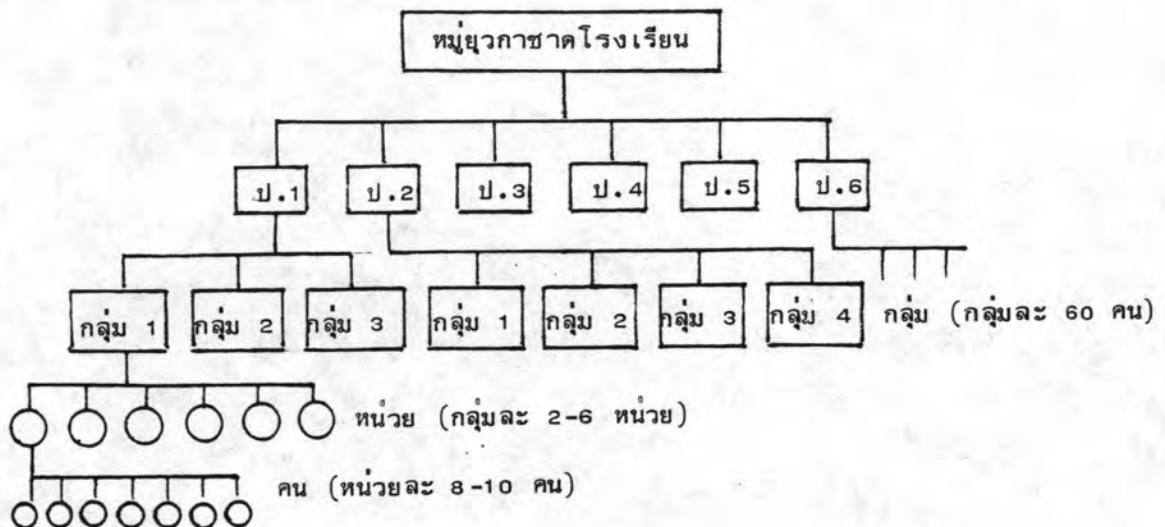 หมู่ยุวกาชาดโรงเรียน
ป.1 ป.2 ป.3 ป.4 ป.5 ป.6
กลุ่ม 1 กลุ่ม 2 กลุ่ม 3 กลุ่ม 1 กลุ่ม 2 กลุ่ม 3 กลุ่ม 4 กลุ่ม (กลุ่มละ 60 คน)
หน่วย (กลุ่มละ 2-6 หน่วย)
คน (หน่วยละ 8-10 คน)